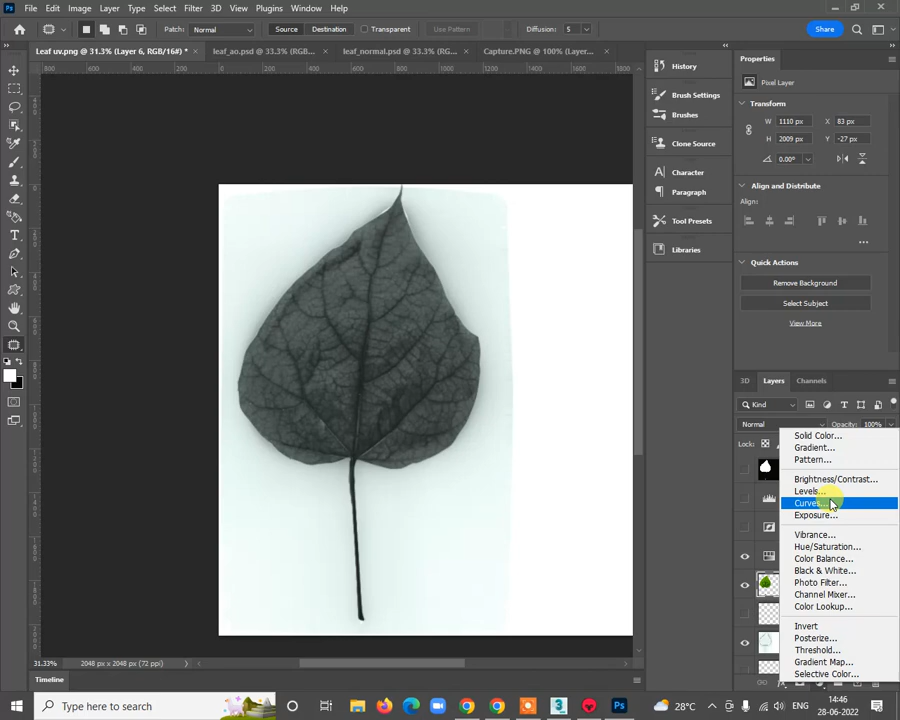 File Edit Image Layer Type Select Filter 3D View Plugins Window Help
Patch: Normal Source Destination Transparent Use Pattern Diffusion: 5 Share
Leaf uv.png @ 31.3% (Layer 6, RGB/16#) * × leaf_ao.psd @ 33.3% (RGB... × leaf_normal.psd @ 33.3% (RGB... × Capture.PNG @ 100% (Layer... ×
History
Brush Settings
Brushes
Clone Source
Character
Paragraph
Tool Presets
Libraries
Properties
Pixel Layer
Transform
W 1110 px X 83 px
H 2009 px Y -27 px
0.00°
Align and Distribute
Align:
Quick Actions
Remove Background
Select Subject
View More
3D Layers Channels
Kind
Normal Opacity: 100%
Lock:
Solid Color...
Gradient...
Pattern...
Brightness/Contrast...
Levels...
Curves...
Exposure...
Vibrance...
Hue/Saturation...
Color Balance...
Black & White...
Photo Filter...
Channel Mixer...
Color Lookup...
Invert
Posterize...
Threshold...
Gradient Map...
Selective Color...
31.33% 2048 px x 2048 px (72 ppi)
Timeline
Type here to search
28°C
14:46
28-06-2022